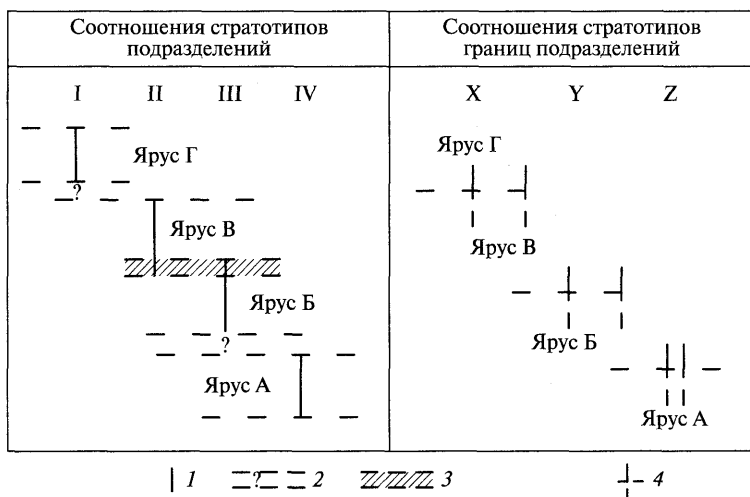 Соотношения стратотипов
подразделений
Соотношения стратотипов
границ подразделений
I II III IV
Ярус Г
?
Ярус В
Ярус Б
?
Ярус А
X Y Z
Ярус Г
Ярус В
Ярус Б
Ярус А
1 ? 2 3 4